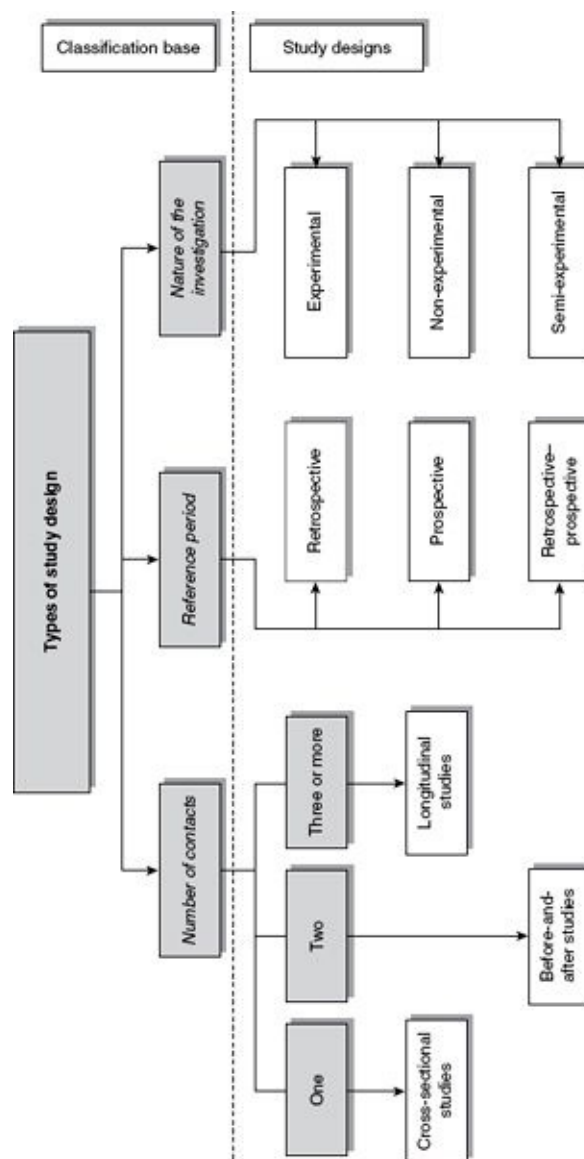 Classification base
Study designs
Types of study design
Number of contacts
Reference period
Nature of the
investigation
One
Two
Three or more
Cross-sectional
studies
Before-and-
after studies
Longitudinal
studies
Retrospective
Prospective
Retrospective–
prospective
Experimental
Non-experimental
Semi-experimental